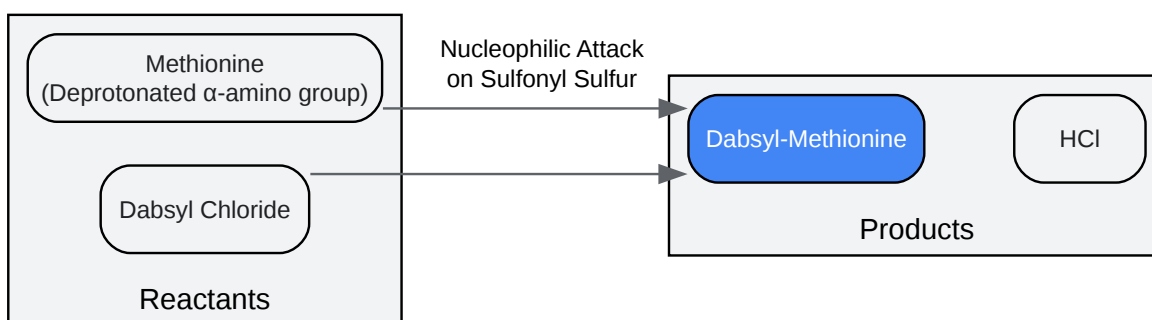 Methionine
(Deprotonated α-amino group)
Dabsyl Chloride
Reactants
Nucleophilic Attack
on Sulfonyl Sulfur
Dabsyl-Methionine
HCl
Products